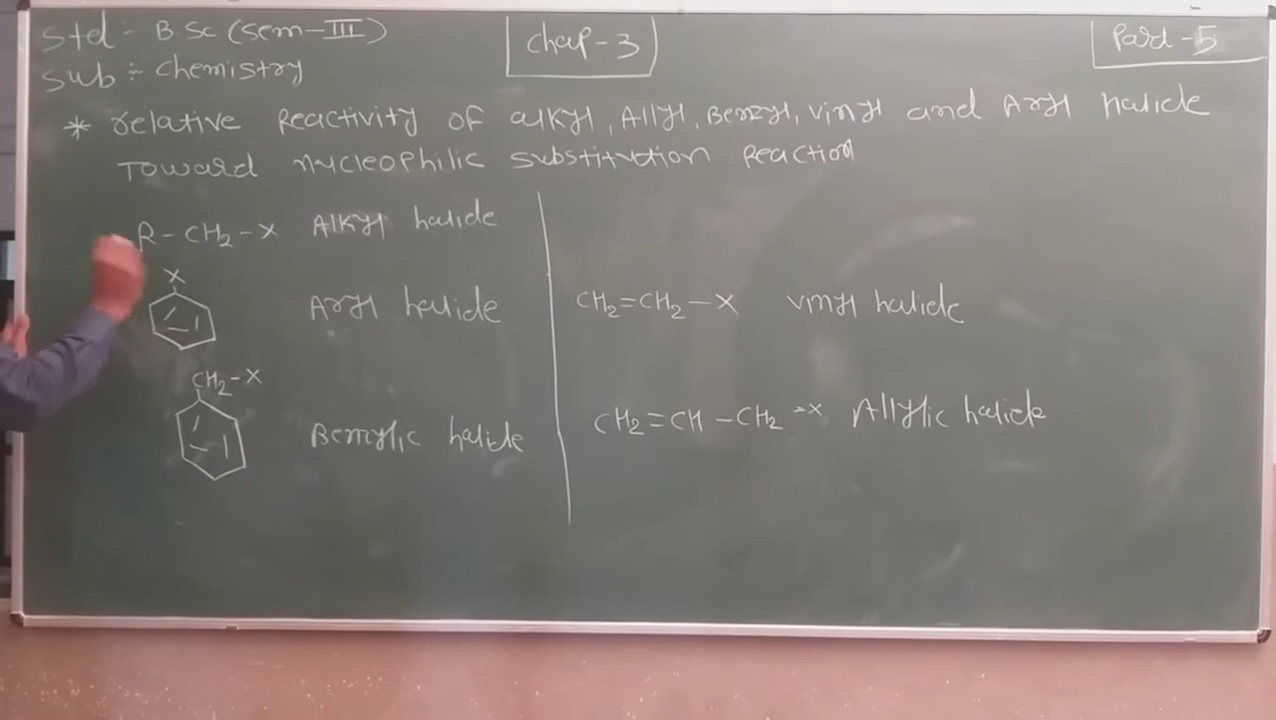 Std - B.Sc (Sem-III)
Chap-3
Part-5
Sub :- Chemistry
* relative Reactivity of alkyl, Allyl, Benzyl, Vinyl and Aryl halide
Toward nucleophilic substitution Reaction
R-CH2-X Alkyl halide
X
Aryl halide
CH2-X
Benzylic halide
CH2=CH2-X vinyl halide
CH2=CH-CH2-X Allylic halide